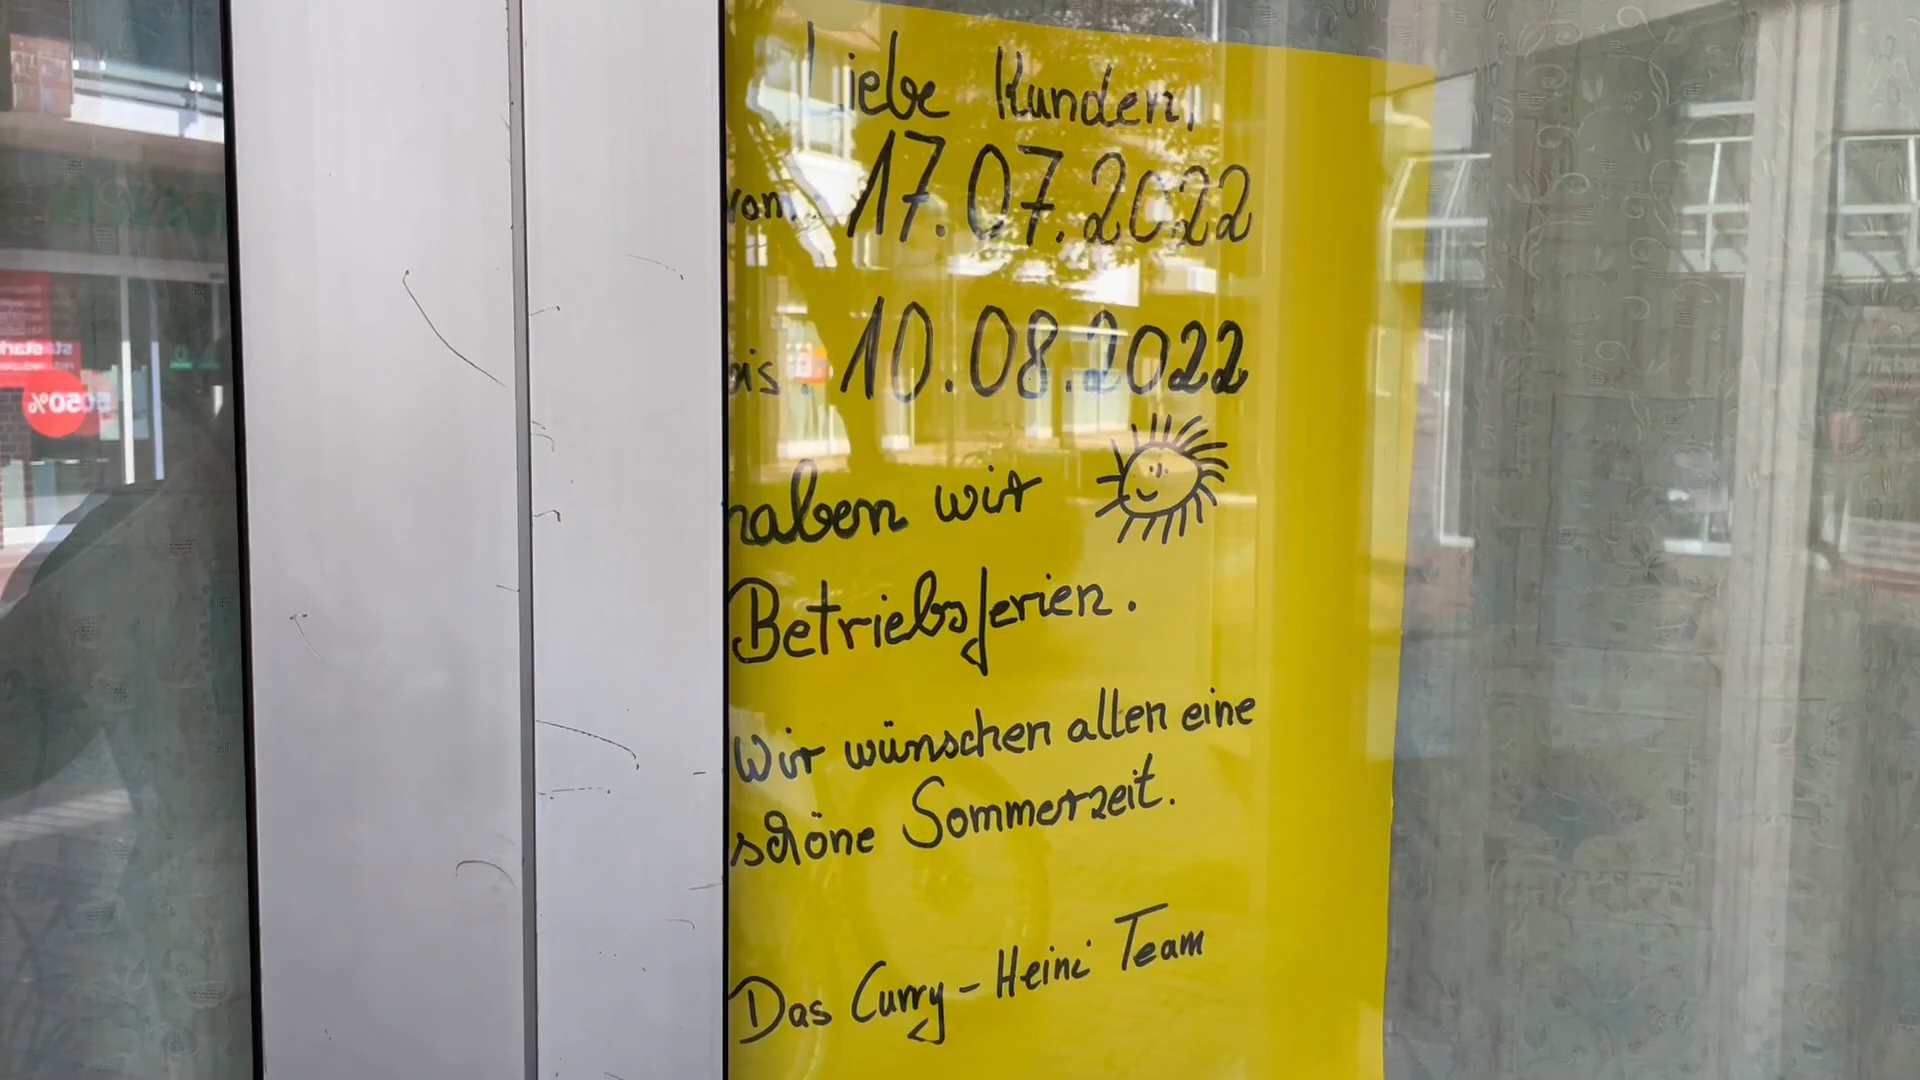 Liebe Kunden,
von: 17.07.2022
bis: 10.08.2022
haben wir
Betriebsferien.
Wir wünschen allen eine
schöne Sommerzeit.
Das Curry-Heini Team
50%